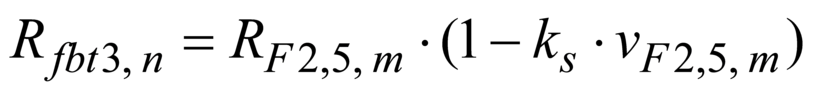 R_{fbt3, n} = R_{F2,5, m} · (1 − k_s · v_{F2,5, m})